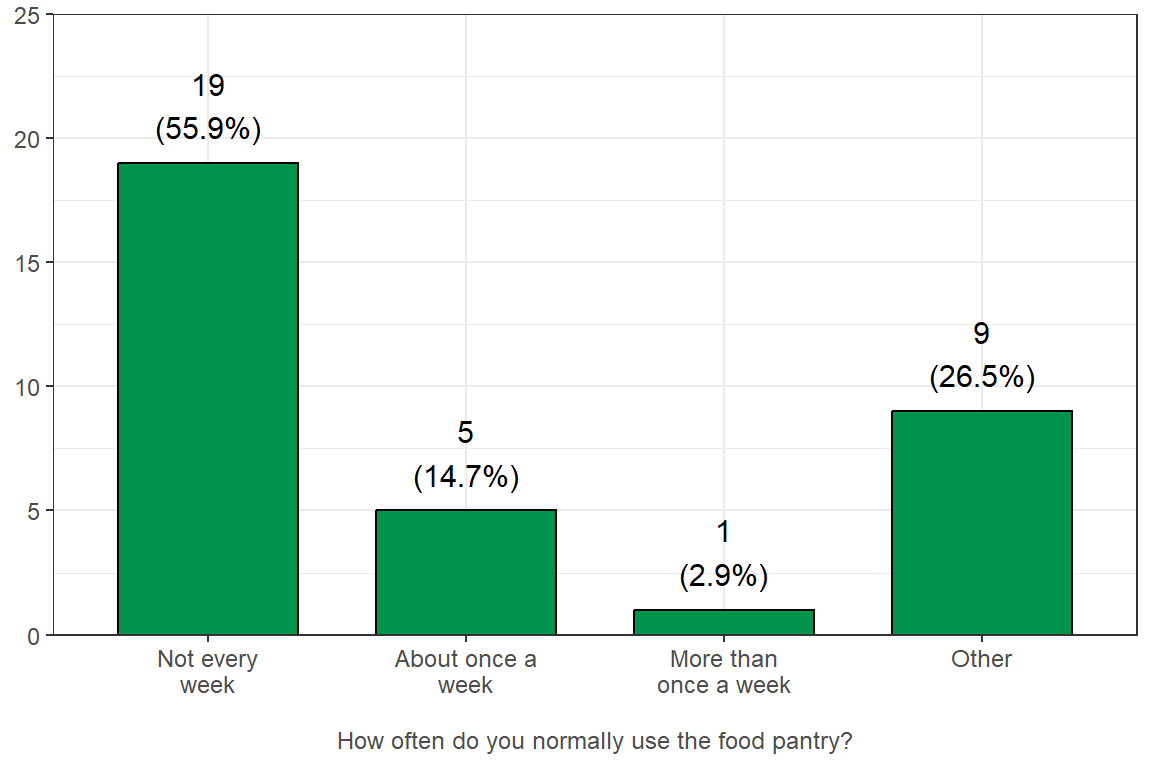 25
20
15
10
5
0
19
(55.9%)
5
(14.7%)
1
(2.9%)
9
(26.5%)
Not every
week
About once a
week
More than
once a week
Other
How often do you normally use the food pantry?